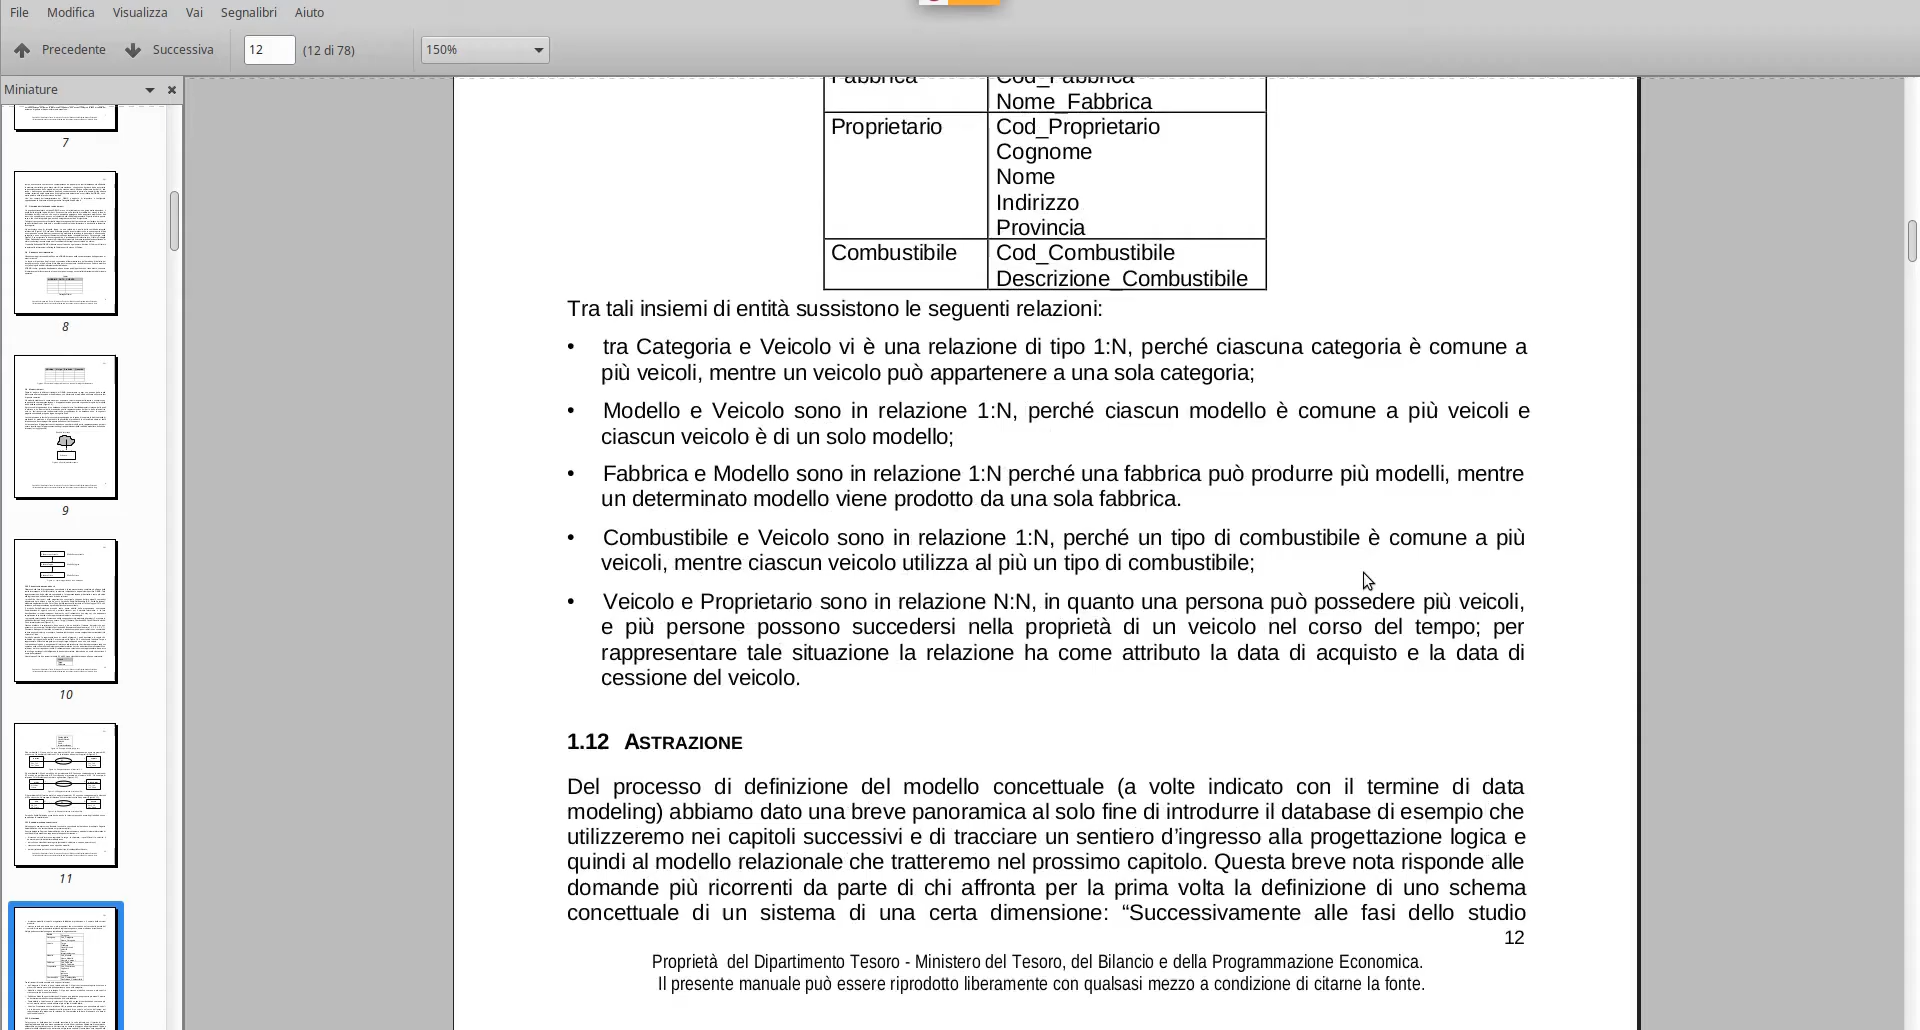 File Modifica Visualizza Vai Segnalibri Aiuto
Precedente Successiva 12 (12 di 78) 150%
Miniature
7
8
9
10
11
Fabbrica Cod_Fabbrica
Nome_Fabbrica
Proprietario Cod_Proprietario
Cognome
Nome
Indirizzo
Provincia
Combustibile Cod_Combustibile
Descrizione_Combustibile
Tra tali insiemi di entità sussistono le seguenti relazioni:
• tra Categoria e Veicolo vi è una relazione di tipo 1:N, perché ciascuna categoria è comune a
più veicoli, mentre un veicolo può appartenere a una sola categoria;
• Modello e Veicolo sono in relazione 1:N, perché ciascun modello è comune a più veicoli e
ciascun veicolo è di un solo modello;
• Fabbrica e Modello sono in relazione 1:N perché una fabbrica può produrre più modelli, mentre
un determinato modello viene prodotto da una sola fabbrica.
• Combustibile e Veicolo sono in relazione 1:N, perché un tipo di combustibile è comune a più
veicoli, mentre ciascun veicolo utilizza al più un tipo di combustibile;
• Veicolo e Proprietario sono in relazione N:N, in quanto una persona può possedere più veicoli,
e più persone possono succedersi nella proprietà di un veicolo nel corso del tempo; per
rappresentare tale situazione la relazione ha come attributo la data di acquisto e la data di
cessione del veicolo.
1.12 ASTRAZIONE
Del processo di definizione del modello concettuale (a volte indicato con il termine di data
modeling) abbiamo dato una breve panoramica al solo fine di introdurre il database di esempio che
utilizzeremo nei capitoli successivi e di tracciare un sentiero d’ingresso alla progettazione logica e
quindi al modello relazionale che tratteremo nel prossimo capitolo. Questa breve nota risponde alle
domande più ricorrenti da parte di chi affronta per la prima volta la definizione di uno schema
concettuale di un sistema di una certa dimensione: “Successivamente alle fasi dello studio
12
Proprietà del Dipartimento Tesoro - Ministero del Tesoro, del Bilancio e della Programmazione Economica.
Il presente manuale può essere riprodotto liberamente con qualsasi mezzo a condizione di citarne la fonte.